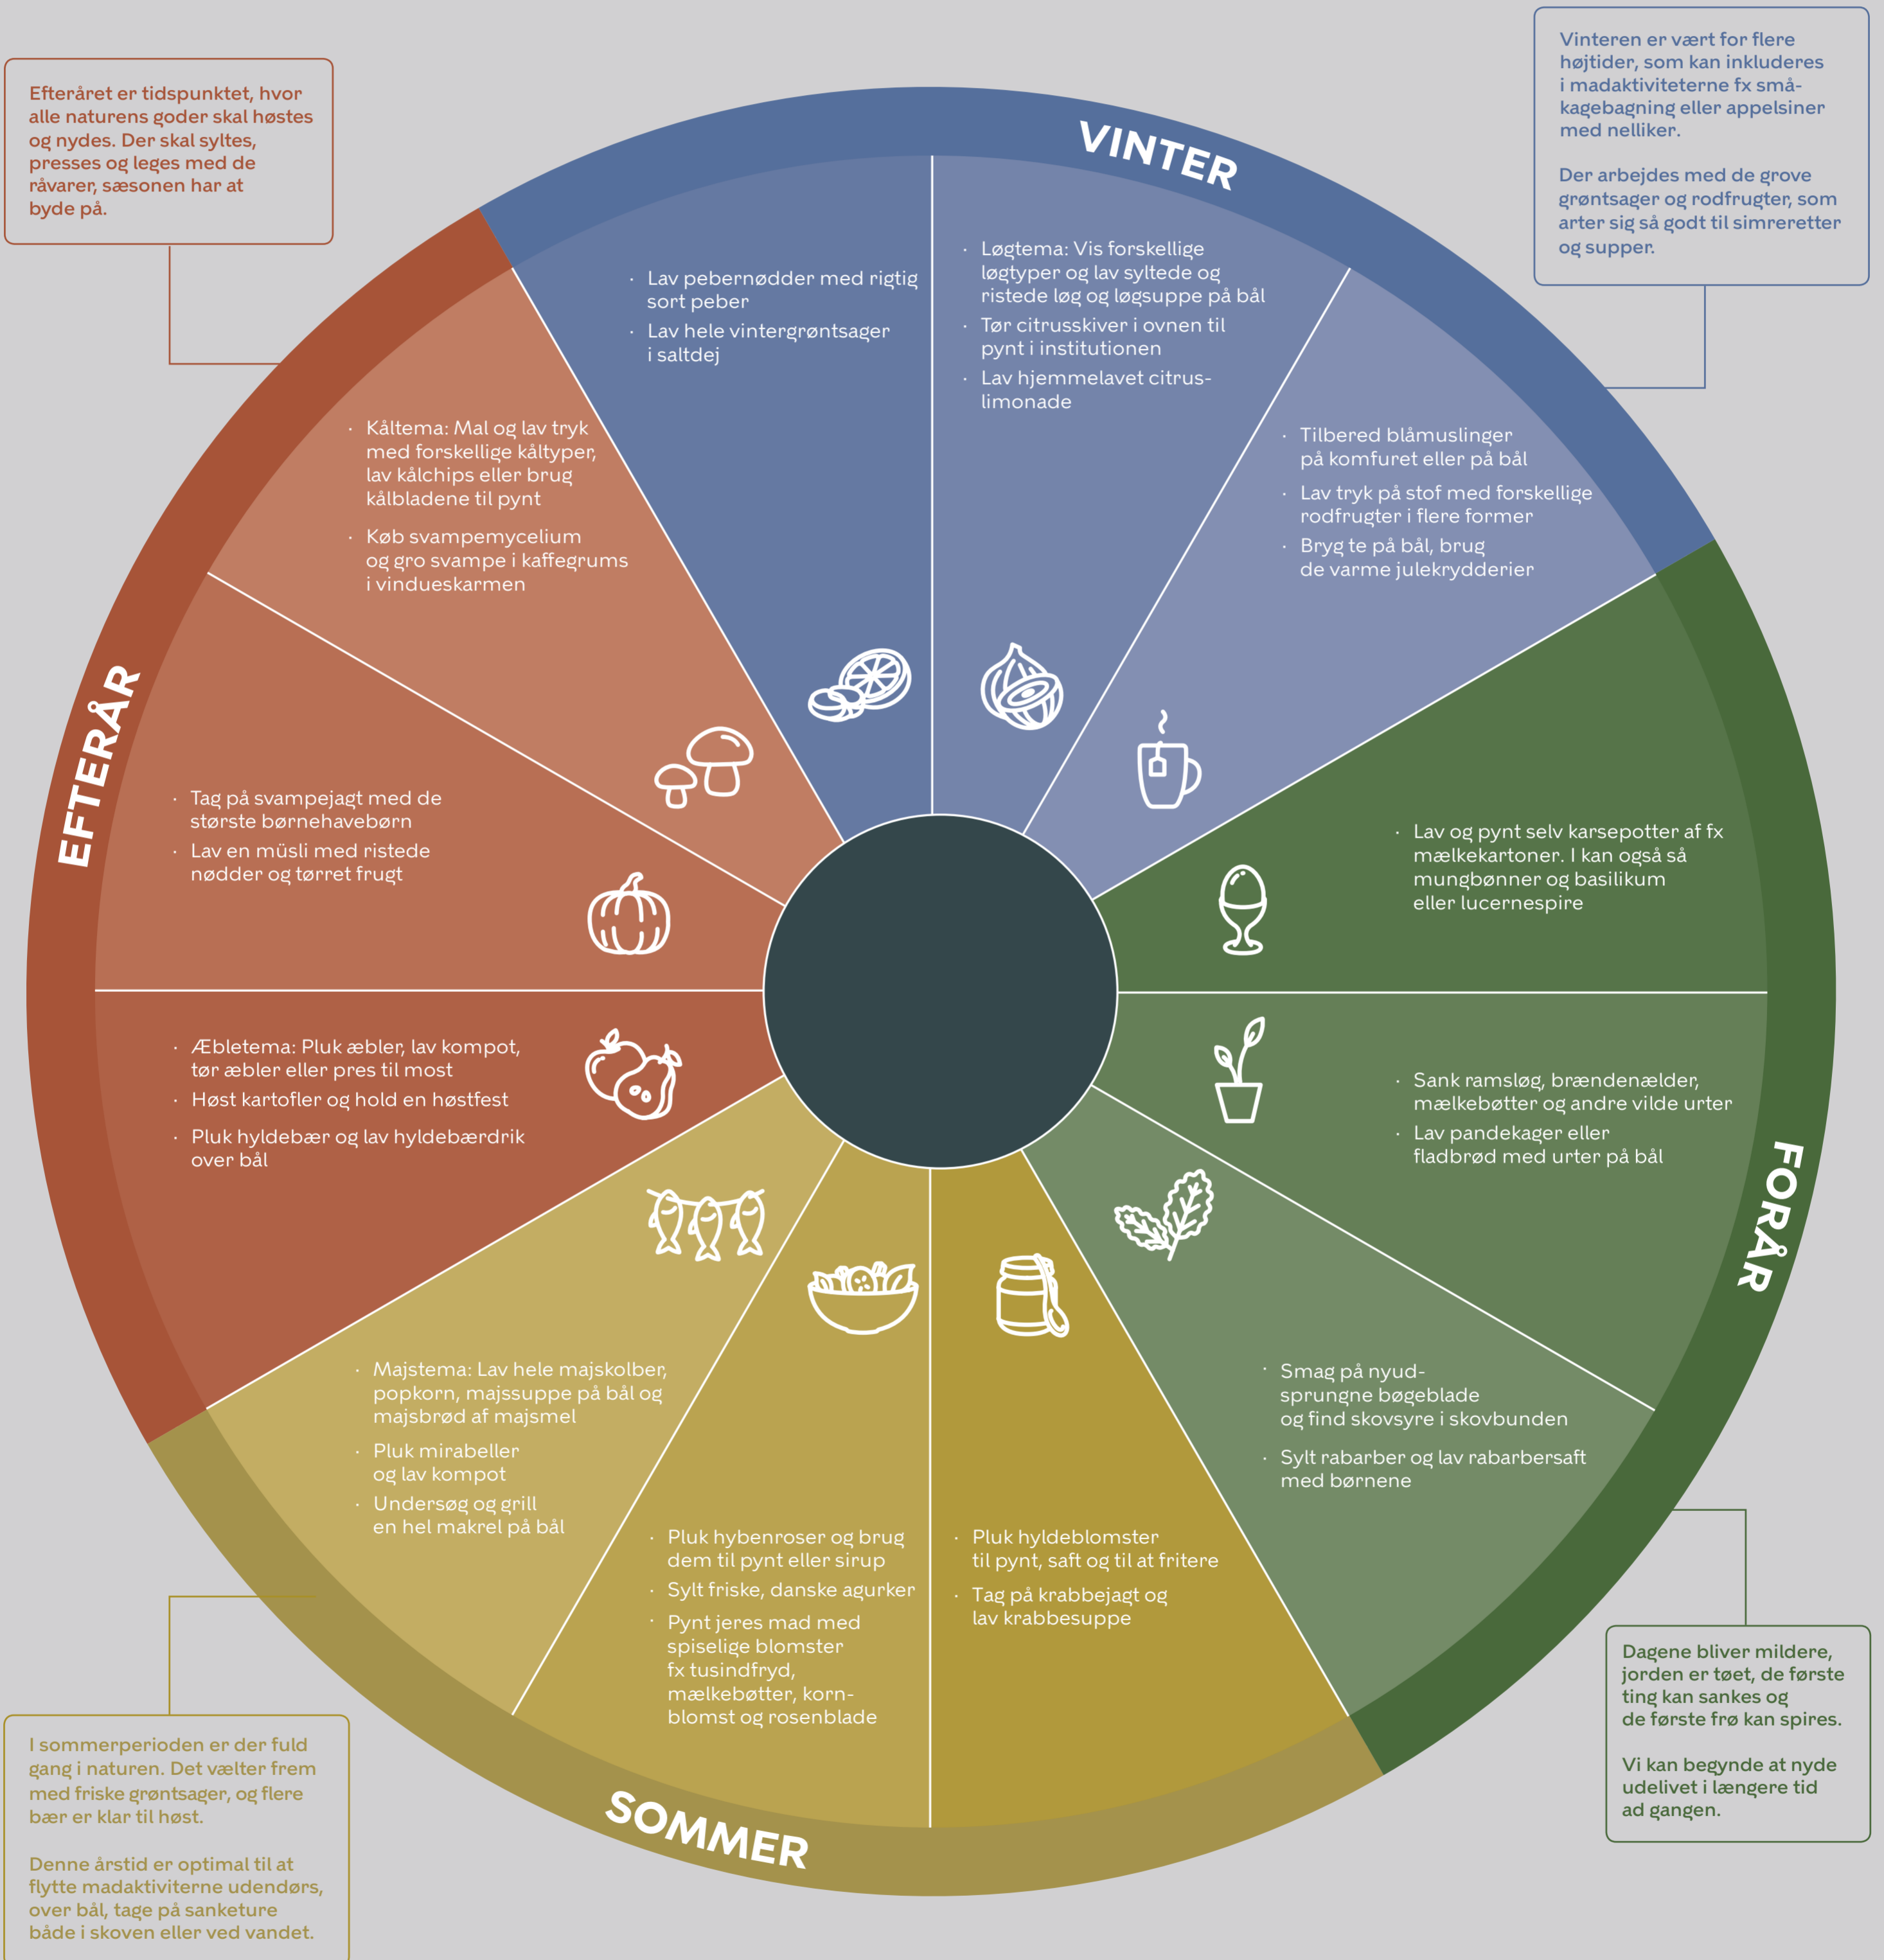 Efteråret er tidspunktet, hvor
alle naturens goder skal høstes
og nydes. Der skal syltes,
presses og leges med de
råvarer, sæsonen har at
byde på.
Vinteren er vært for flere
højtider, som kan inkluderes
i madaktiviteterne fx små-
kagebagning eller appelsiner
med nelliker.
Der arbejdes med de grove
grøntsager og rodfrugter, som
arter sig så godt til simreretter
og supper.
VINTER
· Lav pebernødder med rigtig
sort peber
· Lav hele vintergrøntsager
i saltdej
· Løgtema: Vis forskellige
løgtyper og lav syltede og
ristede løg og løgsuppe på bål
· Tør citrusskiver i ovnen til
pynt i institutionen
· Lav hjemmelavet citrus-
limonade
· Tilbered blåmuslinger
på komfuret eller på bål
· Lav tryk på stof med forskellige
rodfrugter i flere former
· Bryg te på bål, brug
de varme julekrydderier
FORÅR
· Lav og pynt selv karsepotter af fx
mælkekartoner. I kan også så
mungbønner og basilikum
eller lucernespire
· Sank ramsløg, brændenælder,
mælkebøtter og andre vilde urter
· Lav pandekager eller
fladbrød med urter på bål
· Smag på nyud-
sprungne bøgeblade
og find skovsyre i skovbunden
· Sylt rabarber og lav rabarbersaft
med børnene
SOMMER
· Pluk hyldeblomster
til pynt, saft og til at fritere
· Tag på krabbejagt og
lav krabbesuppe
· Pluk hybenroser og brug
dem til pynt eller sirup
· Sylt friske, danske agurker
· Pynt jeres mad med
spiselige blomster
fx tusindfryd,
mælkebøtter, korn-
blomst og rosenblade
· Majstema: Lav hele majskolber,
popkorn, majssuppe på bål og
majsbrød af majsmel
· Pluk mirabeller
og lav kompot
· Undersøg og grill
en hel makrel på bål
EFTERÅR
· Æbletema: Pluk æbler, lav kompot,
tør æbler eller pres til most
· Høst kartofler og hold en høstfest
· Pluk hyldebær og lav hyldebærdrik
over bål
· Tag på svampejagt med de
største børnehavebørn
· Lav en müsli med ristede
nødder og tørret frugt
· Kåltema: Mal og lav tryk
med forskellige kåltyper,
lav kålchips eller brug
kålbladene til pynt
· Køb svampemycelium
og gro svampe i kaffegrums
i vindueskarmen
I sommerperioden er der fuld
gang i naturen. Det vælter frem
med friske grøntsager, og flere
bær er klar til høst.
Denne årstid er optimal til at
flytte madaktiviterne udendørs,
over bål, tage på sanketure
både i skoven eller ved vandet.
Dagene bliver mildere,
jorden er tøet, de første
ting kan sankes og
de første frø kan spires.
Vi kan begynde at nyde
udelivet i længere tid
ad gangen.